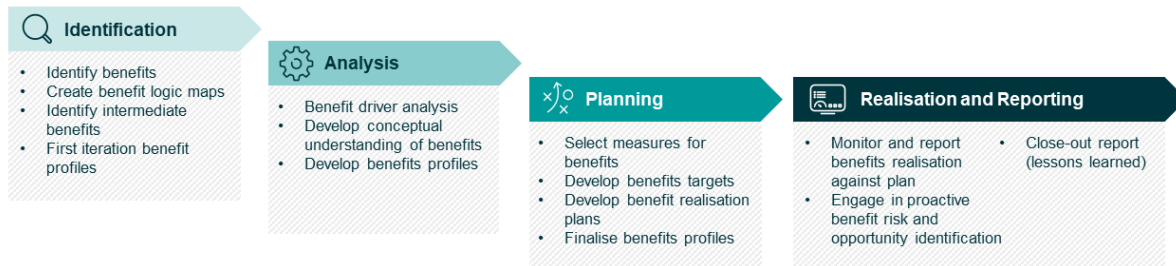 Identification
• Identify benefits
• Create benefit logic maps
• Identify intermediate
benefits
• First iteration benefit
profiles
Analysis
• Benefit driver analysis
• Develop conceptual
understanding of benefits
• Develop benefits profiles
Planning
• Select measures for
benefits
• Develop benefits targets
• Develop benefit realisation
plans
• Finalise benefits profiles
Realisation and Reporting
• Monitor and report
benefits realisation
against plan
• Engage in proactive
benefit risk and
opportunity identification
• Close-out report
(lessons learned)